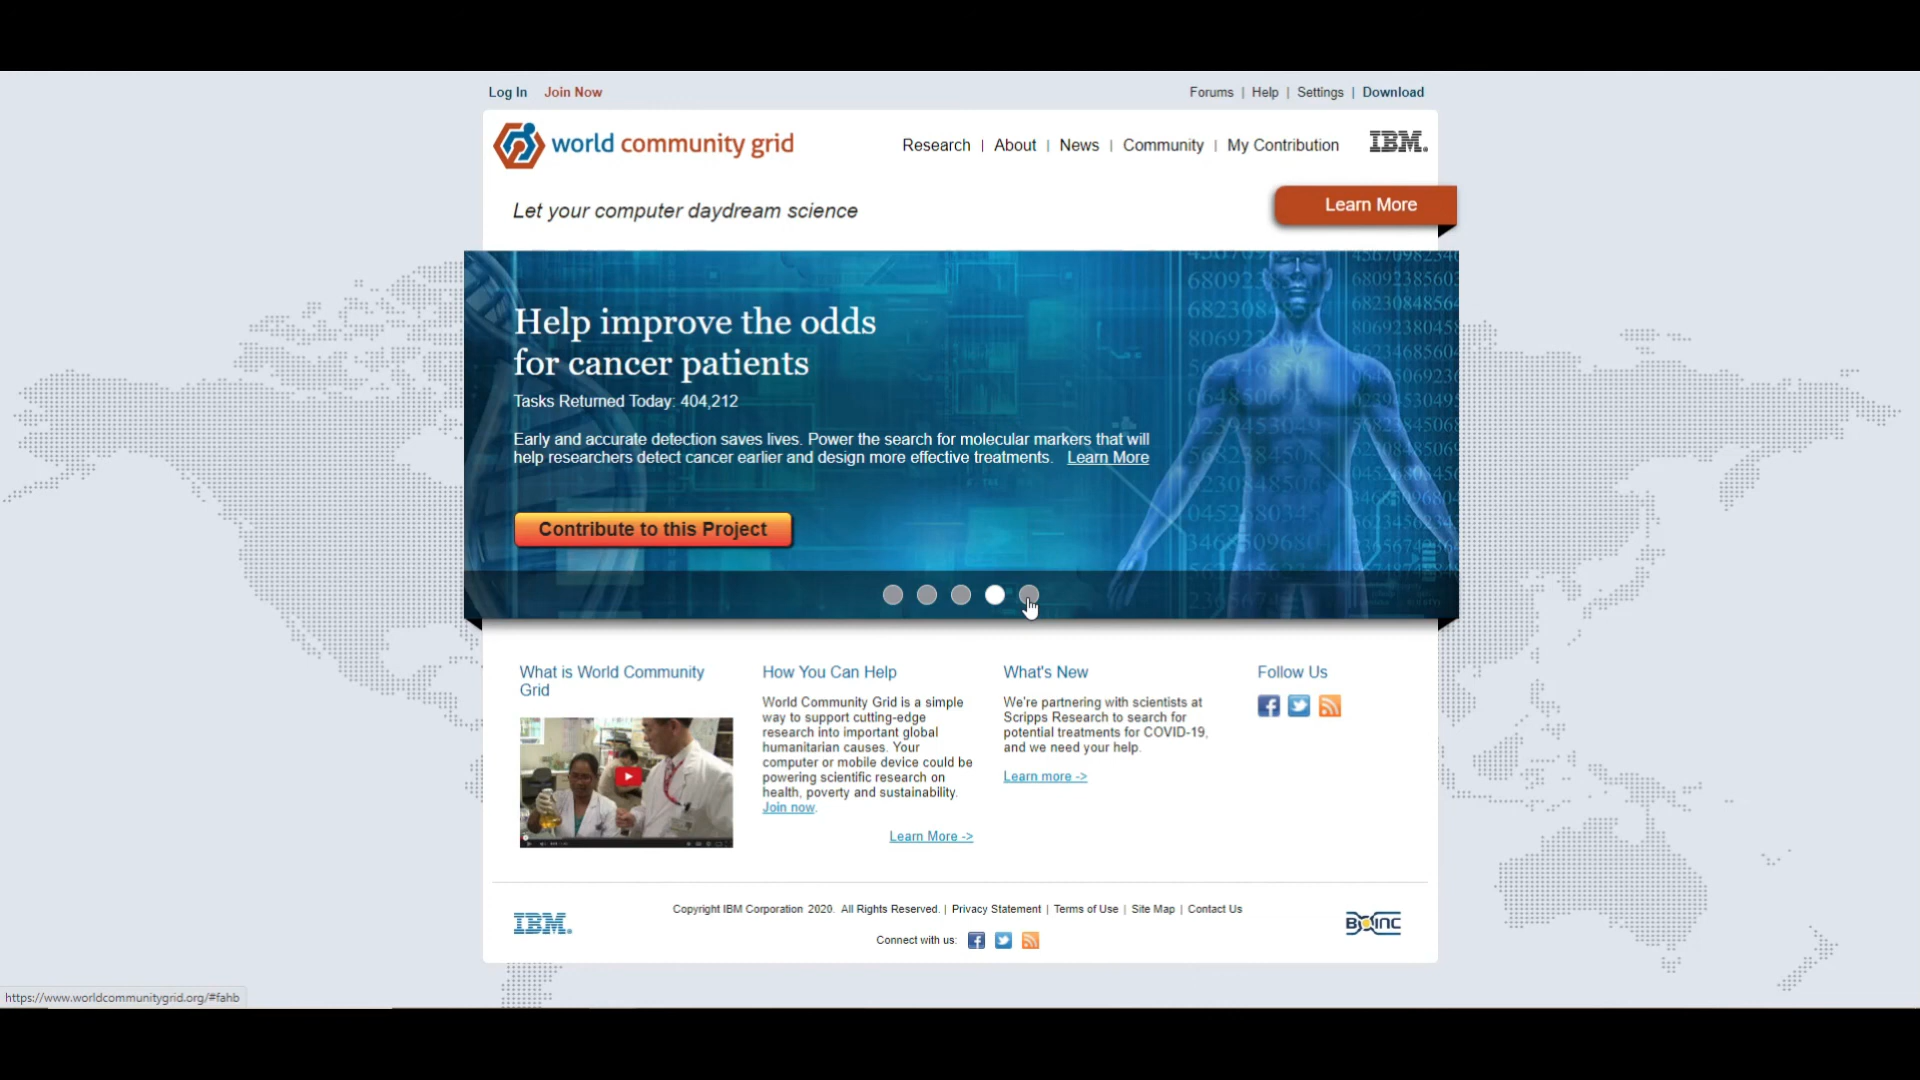 Log In Join Now
Forums | Help | Settings | Download
world community grid
Research | About | News | Community | My Contribution
IBM
Let your computer daydream science
Learn More
Help improve the odds
for cancer patients
Tasks Returned Today: 404,212
Early and accurate detection saves lives. Power the search for molecular markers that will
help researchers detect cancer earlier and design more effective treatments. Learn More
Contribute to this Project
What is World Community
Grid
How You Can Help
World Community Grid is a simple
way to support cutting-edge
research into important global
humanitarian causes. Your
computer or mobile device could be
powering scientific research on
health, poverty and sustainability.
Join now.
Learn More ->
What's New
We're partnering with scientists at
Scripps Research to search for
potential treatments for COVID-19,
and we need your help.
Learn more ->
Follow Us
IBM
Copyright IBM Corporation 2020. All Rights Reserved. | Privacy Statement | Terms of Use | Site Map | Contact Us
Connect with us:
BOINC
https://www.worldcommunitygrid.org/#fahb